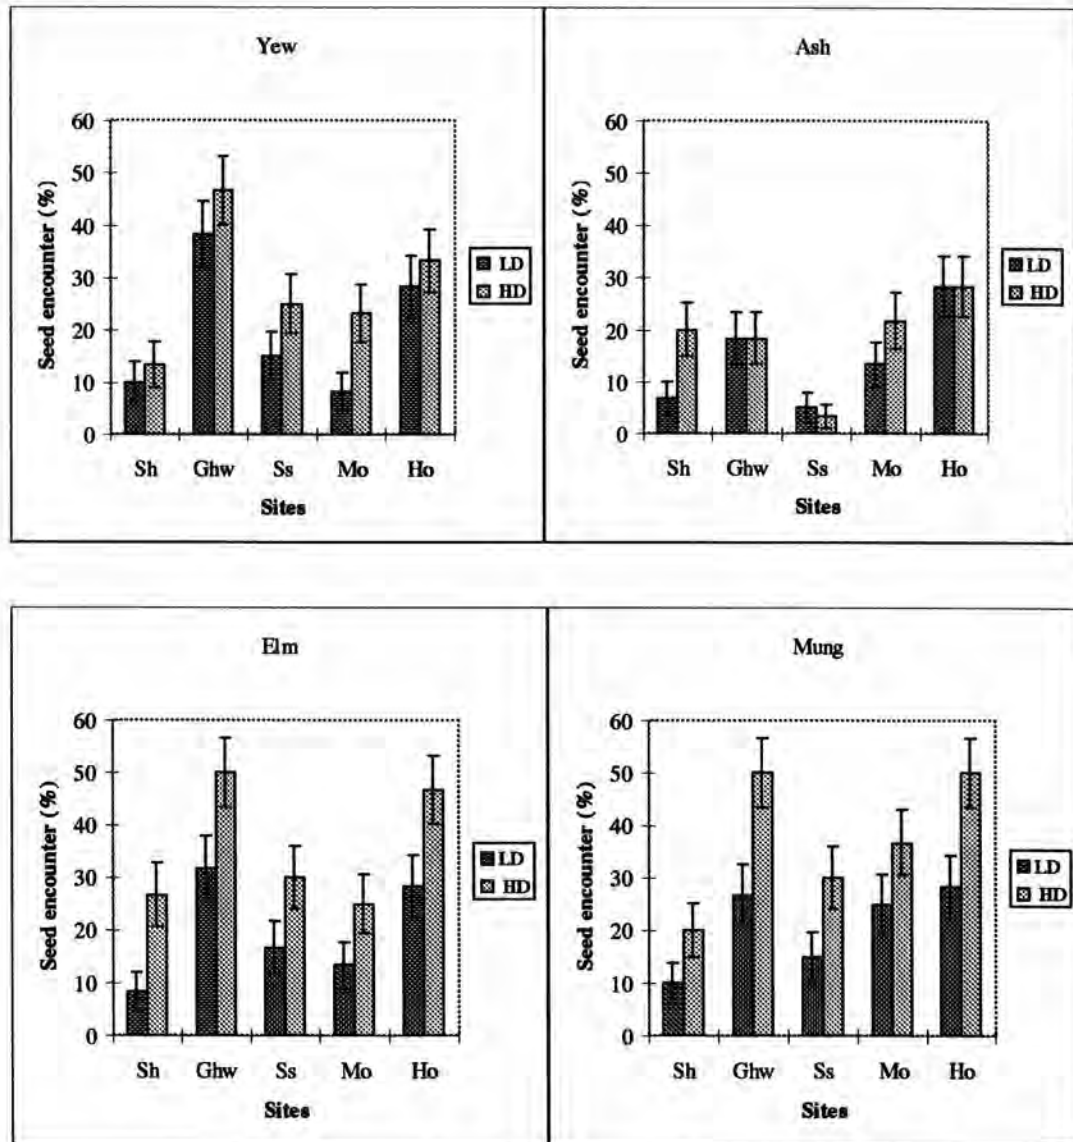 Yew
Seed encounter (%)
60
50
40
30
20
10
0
Sh Ghw Ss Mo Ho
Sites
LD
HD
Ash
Seed encounter (%)
60
50
40
30
20
10
0
Sh Ghw Ss Mo Ho
Sites
LD
HD
Elm
Seed encounter (%)
60
50
40
30
20
10
0
Sh Ghw Ss Mo Ho
Sites
LD
HD
Mung
Seed encounter (%)
60
50
40
30
20
10
0
Sh Ghw Ss Mo Ho
Sites
LD
HD